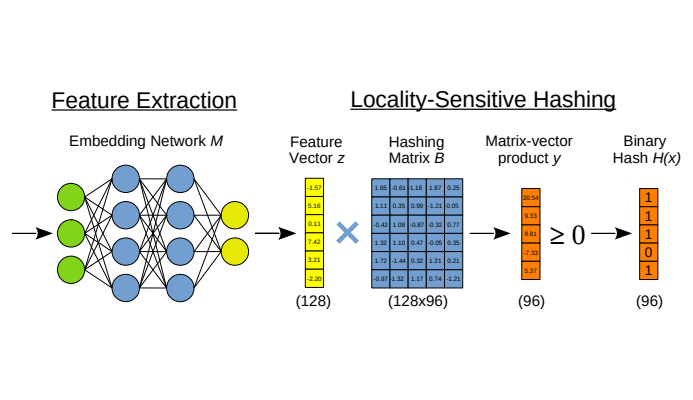 Feature Extraction
Locality-Sensitive Hashing
Embedding Network M
Feature
Vector z
Hashing
Matrix B
Matrix-vector
product y
Binary
Hash H(x)
-1.57
5.16
0.11
7.42
3.21
-2.20
×
1.65 -0.61 -1.18 1.87 0.25
1.11 0.35 0.99 -1.21 0.05
-0.42 1.08 -0.87 -0.32 0.77
1.32 1.10 0.47 -0.05 0.35
1.72 -1.44 0.32 1.21 0.21
-0.97 -1.32 1.17 0.74 -1.21
20.54
9.33
8.81
-7.33
5.37
≥ 0
1
1
1
0
1
(128)
(128x96)
(96)
(96)